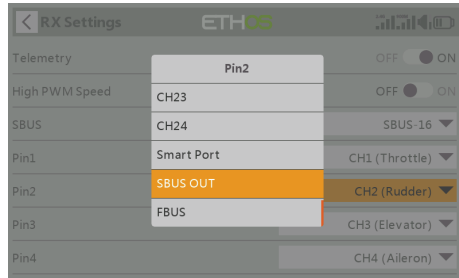 RX Settings
ETHOS
Telemetry
OFF ON
High PWM Speed
OFF ON
SBUS
SBUS-16
Pin1
CH1 (Throttle)
Pin2
CH2 (Rudder)
Pin3
CH3 (Elevator)
Pin4
CH4 (Aileron)
Pin2
CH23
CH24
Smart Port
SBUS OUT
FBUS